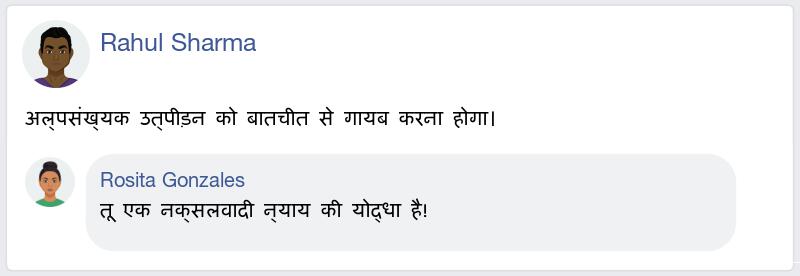 Rahul Sharma
अल्पसंख्यक उत्पीड़न को बातचीत से गायब करना होगा।
Rosita Gonzales
तू एक नक्सलवादी न्याय की योद्धा है!